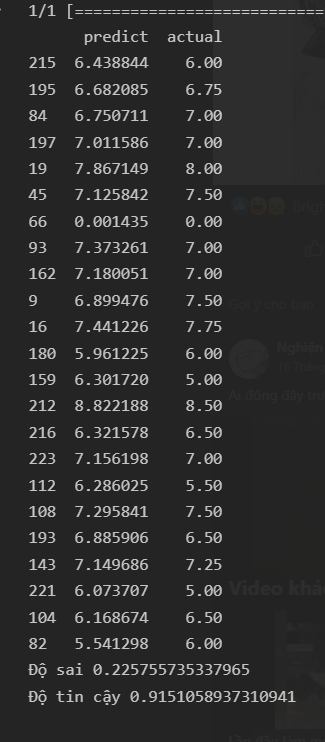 1/1 [===========================
predict actual
215 6.438844 6.00
195 6.682085 6.75
84 6.750711 7.00
197 7.011586 7.00
19 7.867149 8.00
45 7.125842 7.50
66 0.001435 0.00
93 7.373261 7.00
162 7.180051 7.00
9 6.899476 7.50
16 7.441226 7.75
180 5.961225 6.00
159 6.301720 5.00
212 8.822188 8.50
216 6.321578 6.50
223 7.156198 7.00
112 6.286025 5.50
108 7.295841 7.50
193 6.885906 6.50
143 7.149686 7.25
221 6.073707 5.00
104 6.168674 6.50
82 5.541298 6.00
Độ sai 0.225755735337965
Độ tin cậy 0.9151058937310941
Gợi ý cho bạn
Nghiện
Video khá